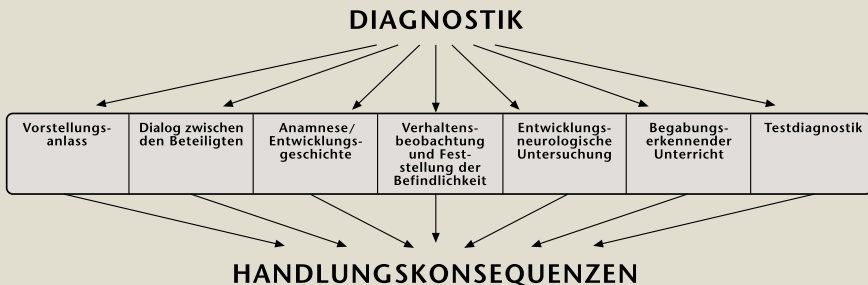 DIAGNOSTIK
Vorstellungs-
anlass
Dialog zwischen
den Beteiligten
Anamnese/
Entwicklungs-
geschichte
Verhaltens-
beobachtung
und Fest-
stellung der
Befindlichkeit
Entwicklungs-
neurologische
Untersuchung
Begabungs-
erkennender
Unterricht
Testdiagnostik
HANDLUNGSKONSEQUENZEN